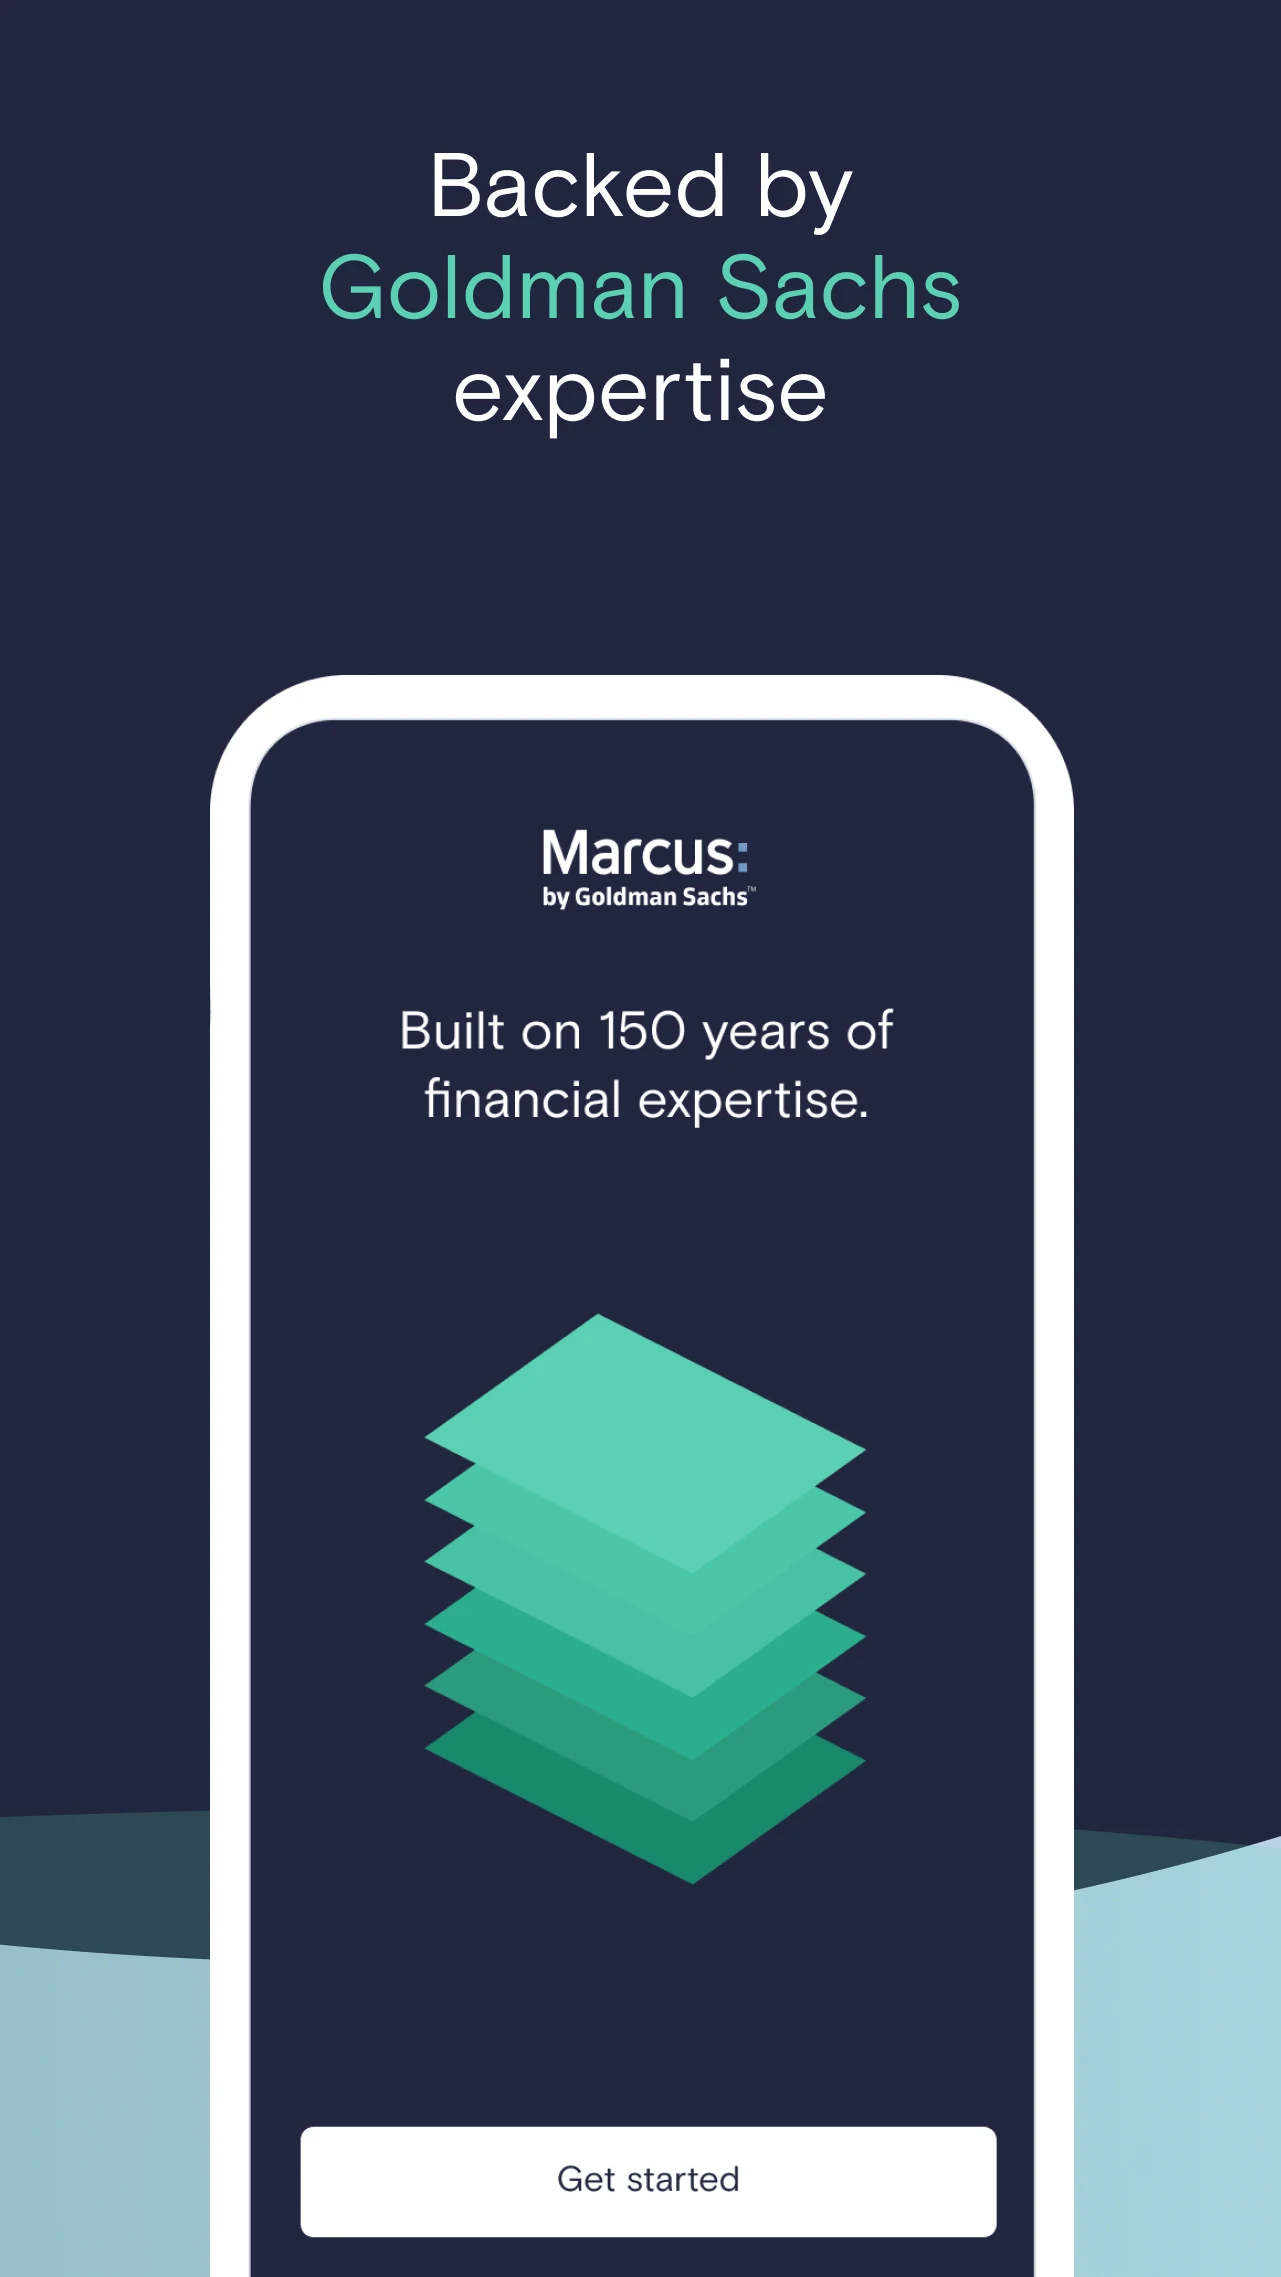 Backed by
Goldman Sachs
expertise
Marcus:
by Goldman Sachs™
Built on 150 years of
financial expertise.
Get started